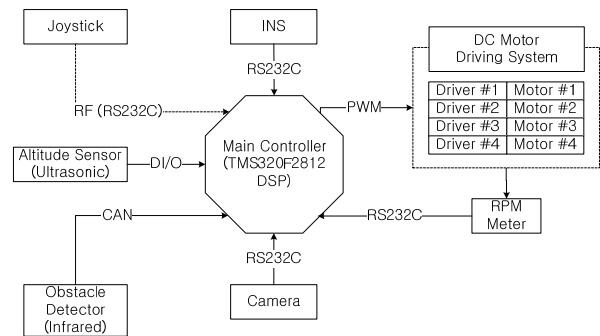 Joystick
INS
DC Motor
Driving System
RS232C
RF (RS232C)
PWM
Driver #1 Motor #1
Driver #2 Motor #2
Driver #3 Motor #3
Driver #4 Motor #4
Main Controller
(TMS320F2812
DSP)
Altitude Sensor
(Ultrasonic)
DI/O
CAN
RS232C
RPM
Meter
RS232C
Obstacle
Detector
(Infrared)
Camera